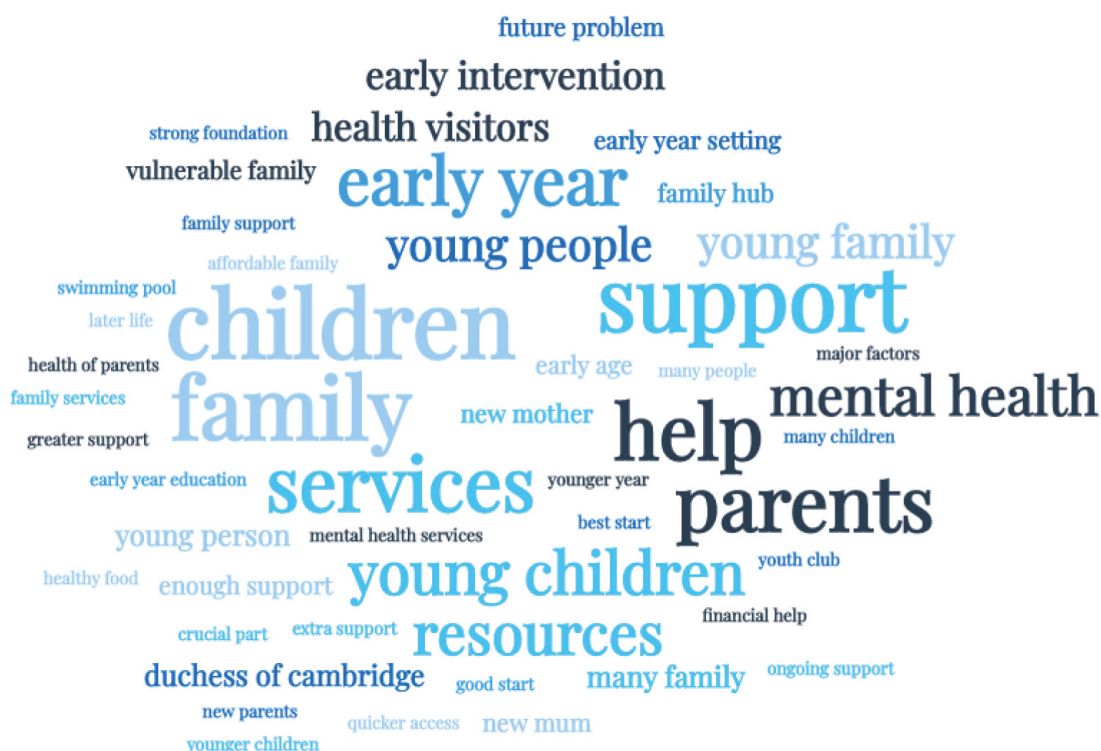 future problem
early intervention
strong foundation
health visitors
early year setting
vulnerable family
early year
family hub
family support
young people
young family
affordable family
swimming pool
children
support
later life
major factors
health of parents
early age
many people
family services
family
new mother
help
mental health
greater support
many children
early year education
services
younger year
parents
young person
mental health services
best start
youth club
healthy food
enough support
young children
financial help
crucial part
extra support
resources
duchess of cambridge
good start
many family
ongoing support
new parents
quicker access
new mum
younger children